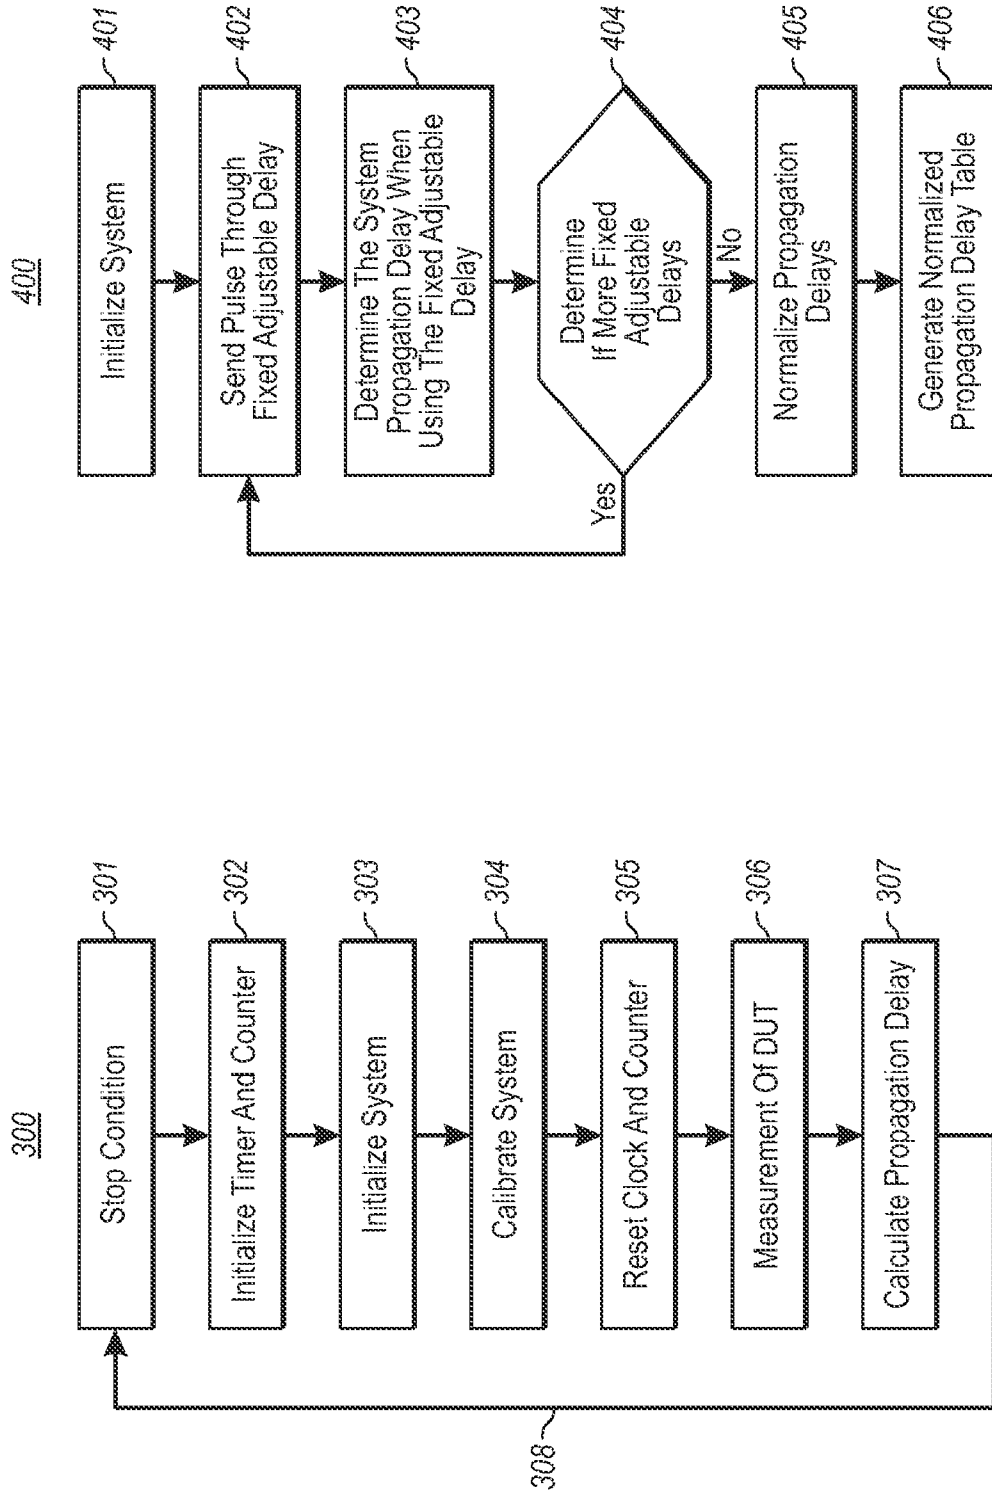 300
Stop Condition
301
Initialize Timer And Counter
302
Initialize System
303
Calibrate System
304
Reset Clock And Counter
305
Measurement Of DUT
306
Calculate Propagation Delay
307
308
400
Initialize System
401
Send Pulse Through
Fixed Adjustable Delay
402
Determine The System
Propagation Delay When
Using The Fixed Adjustable
Delay
403
Determine
If More Fixed
Adjustable
Delays
404
Yes
No
Normalize Propagation
Delays
405
Generate Normalized
Propagation Delay Table
406